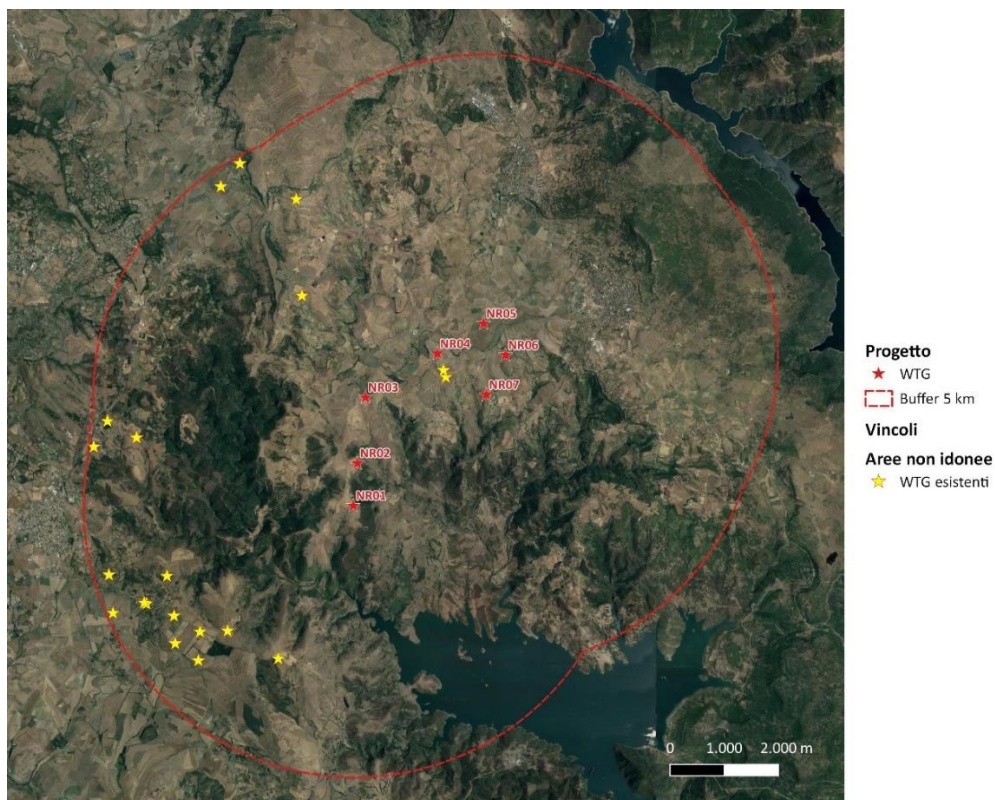 NR05
NR04
NR06
NR03
NR07
NR02
NR01
Progetto
WTG
Buffer 5 km
Vincoli
Aree non idonee
WTG esistenti
0 1.000 2.000 m